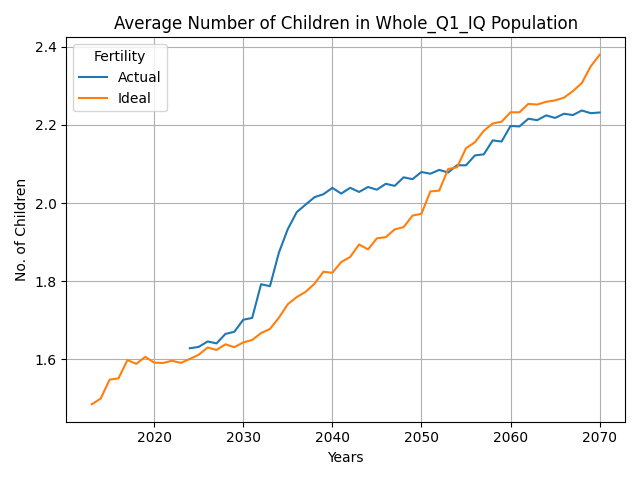 Average Number of Children in Whole_Q1_IQ Population
Fertility
Actual
Ideal
2.4
2.2
2.0
1.8
1.6
No. of Children
2020 2030 2040 2050 2060 2070
Years